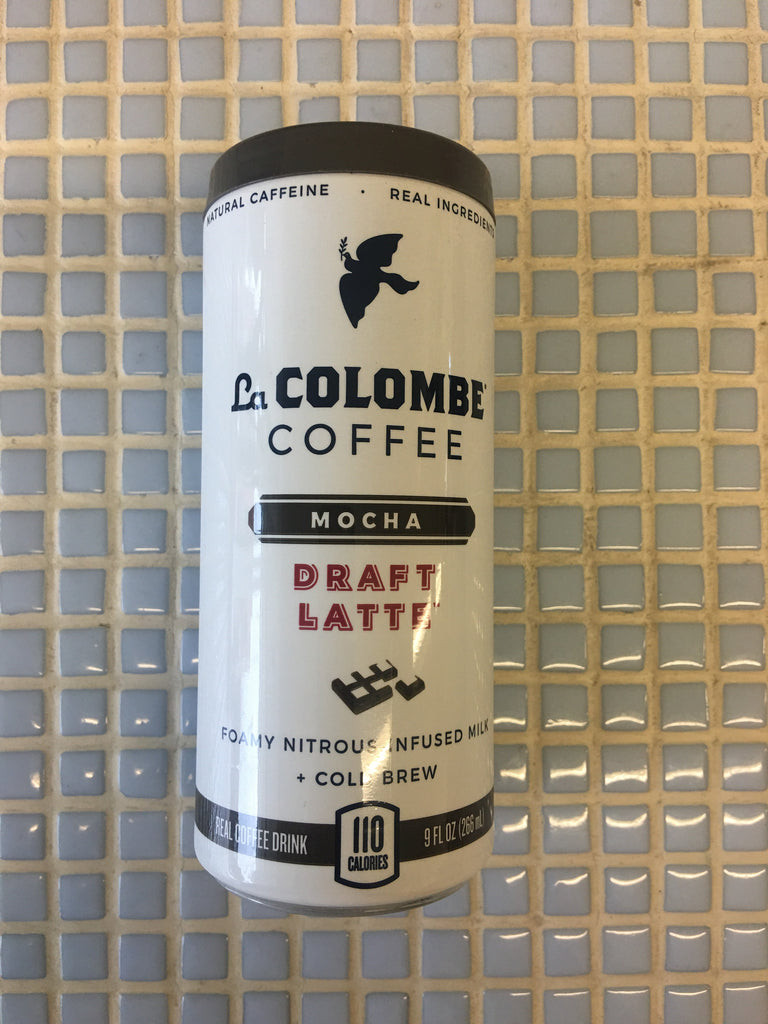 NATURAL CAFFEINE • REAL INGREDIENTS
La COLOMBE
COFFEE
MOCHA
DRAFT
LATTE™
FOAMY NITROUS-INFUSED MILK
+ COLD BREW
REAL COFFEE DRINK
110
CALORIES
9 FL OZ (266 mL)